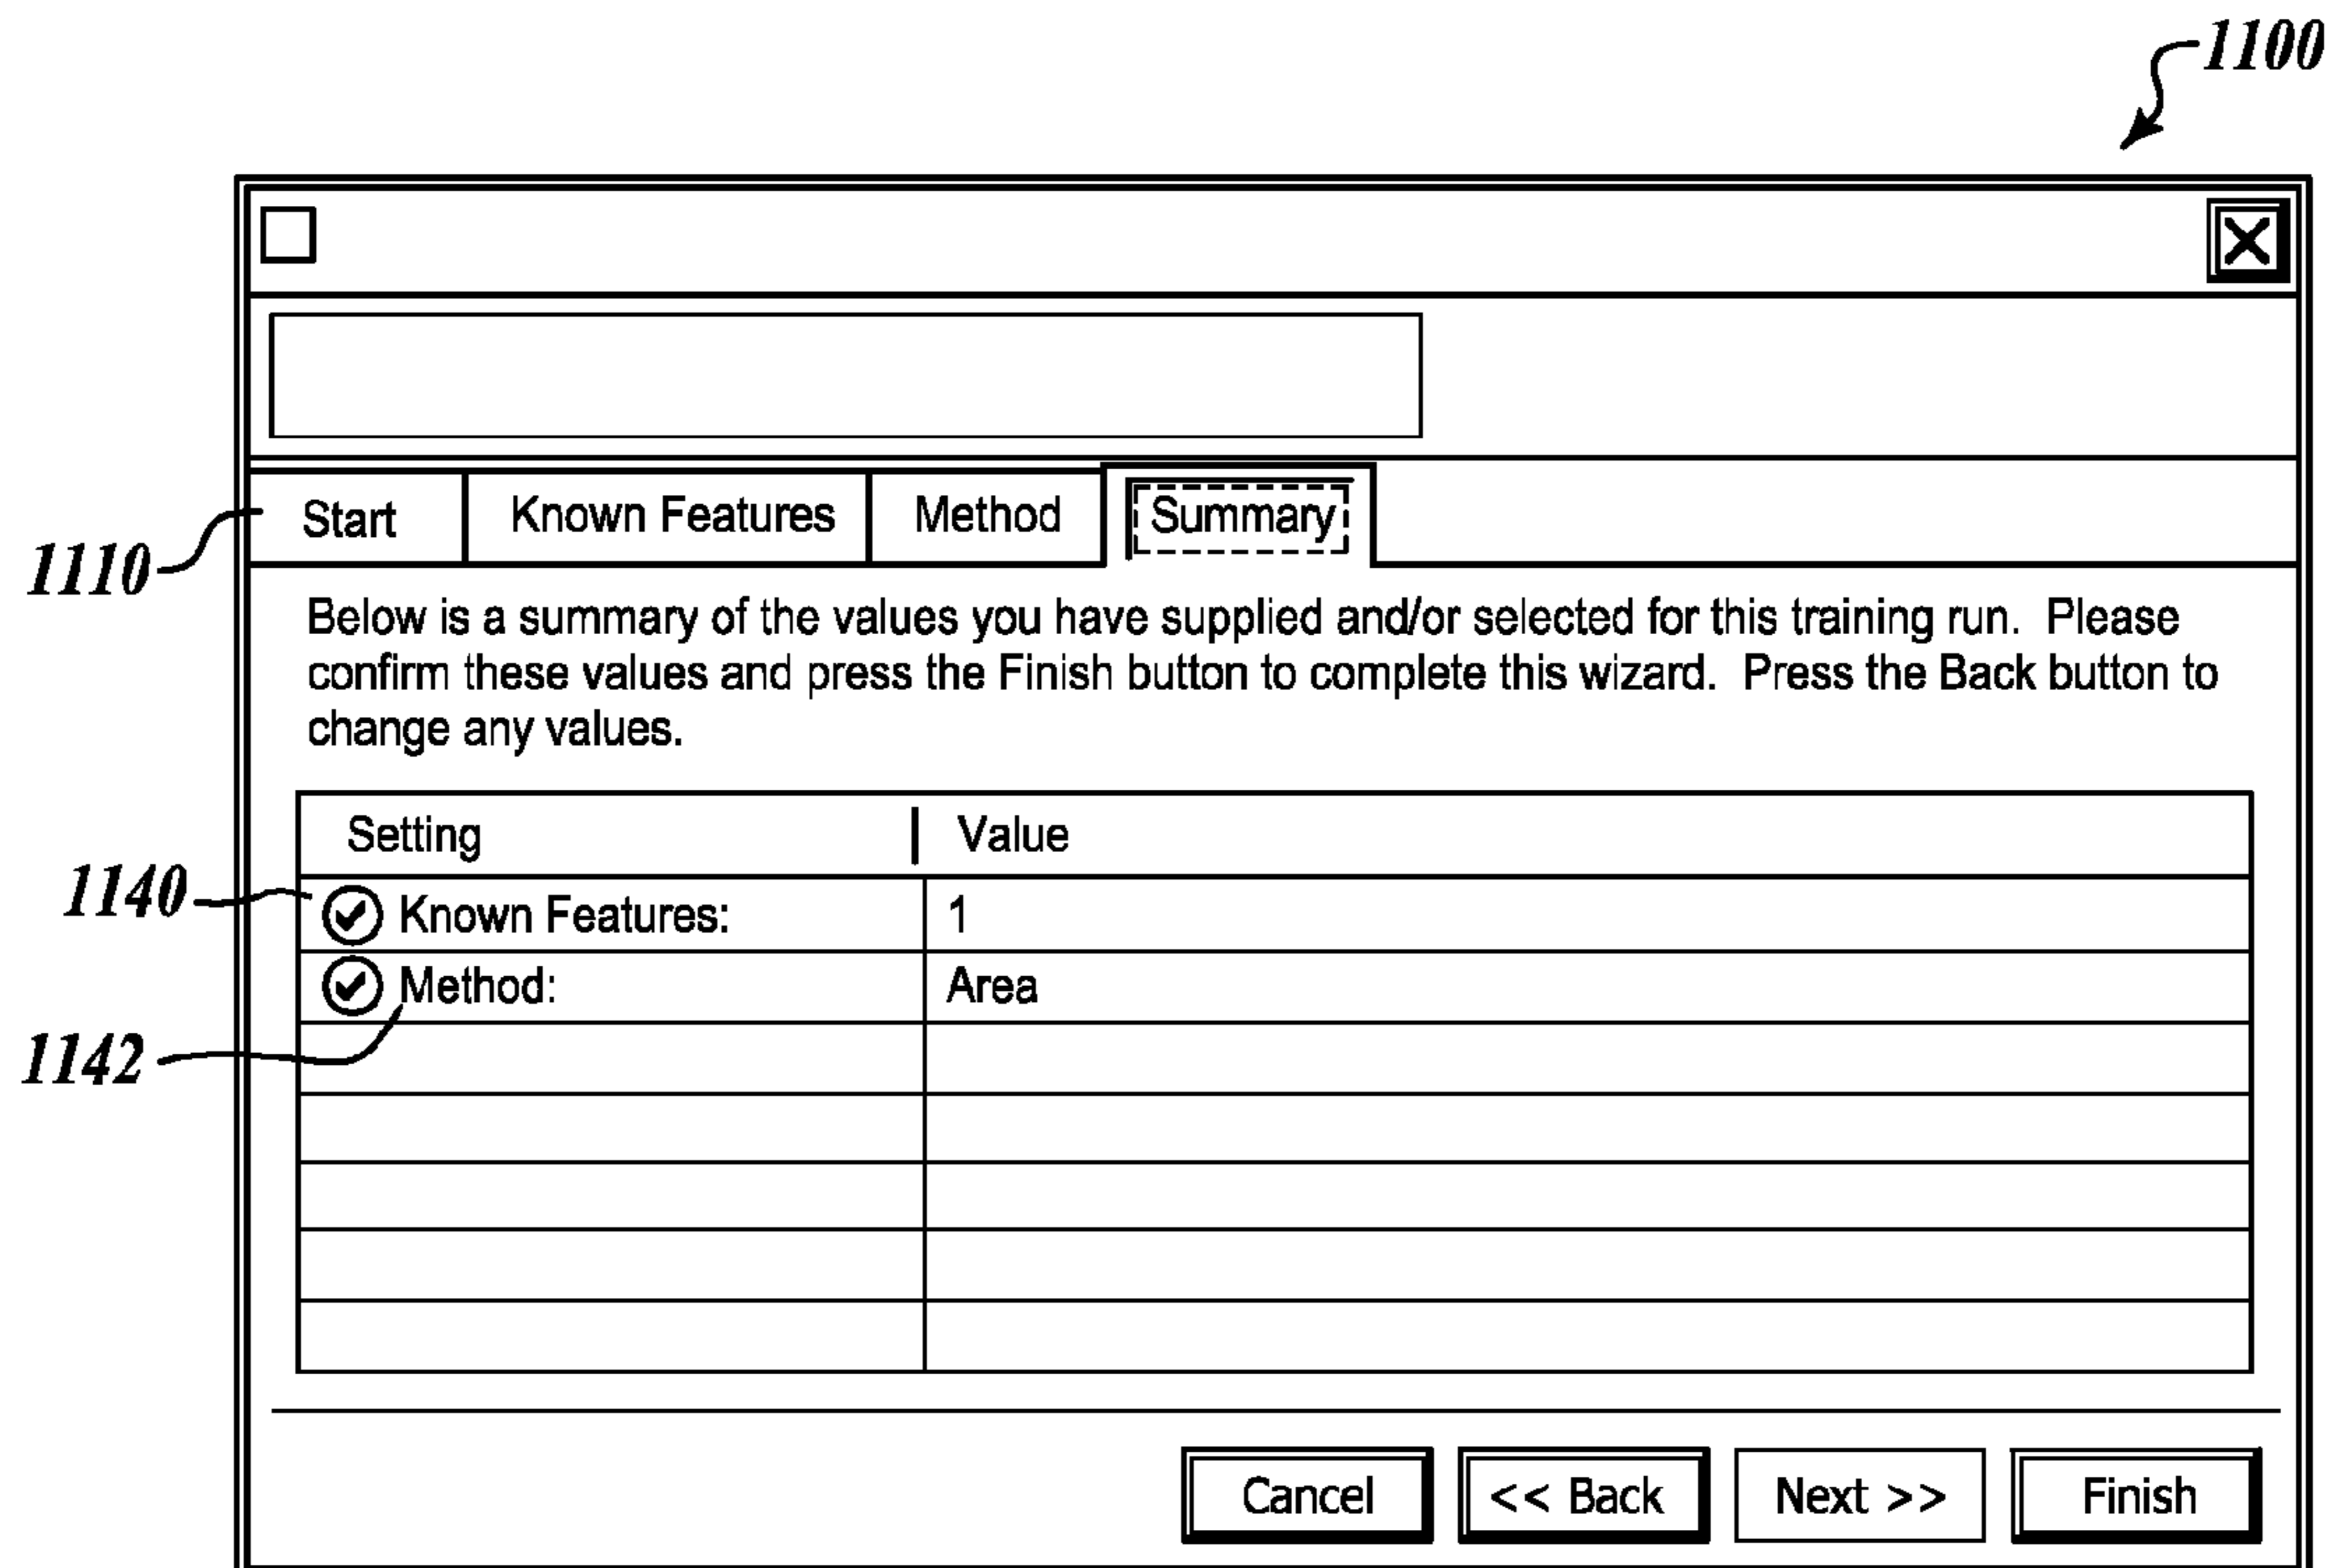 1100
Start Known Features Method Summary
1110
Below is a summary of the values you have supplied and/or selected for this training run. Please
confirm these values and press the Finish button to complete this wizard. Press the Back button to
change any values.
Setting Value
1140
Known Features: 1
Method: Area
1142
Cancel << Back Next >> Finish